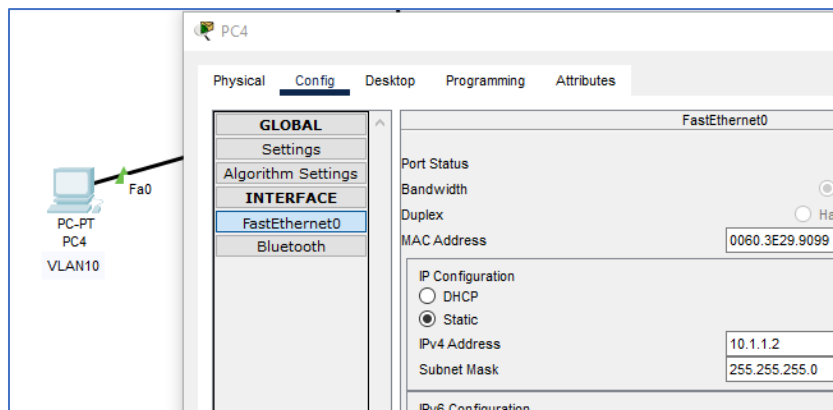 PC4
Physical Config Desktop Programming Attributes
GLOBAL
Settings
Algorithm Settings
INTERFACE
FastEthernet0
Bluetooth
FastEthernet0
Port Status
Bandwidth
Duplex
MAC Address 0060.3E29.9099
IP Configuration
DHCP
Static
IPv4 Address 10.1.1.2
Subnet Mask 255.255.255.0
IPv6 Configuration
Fa0
PC-PT
PC4
VLAN10